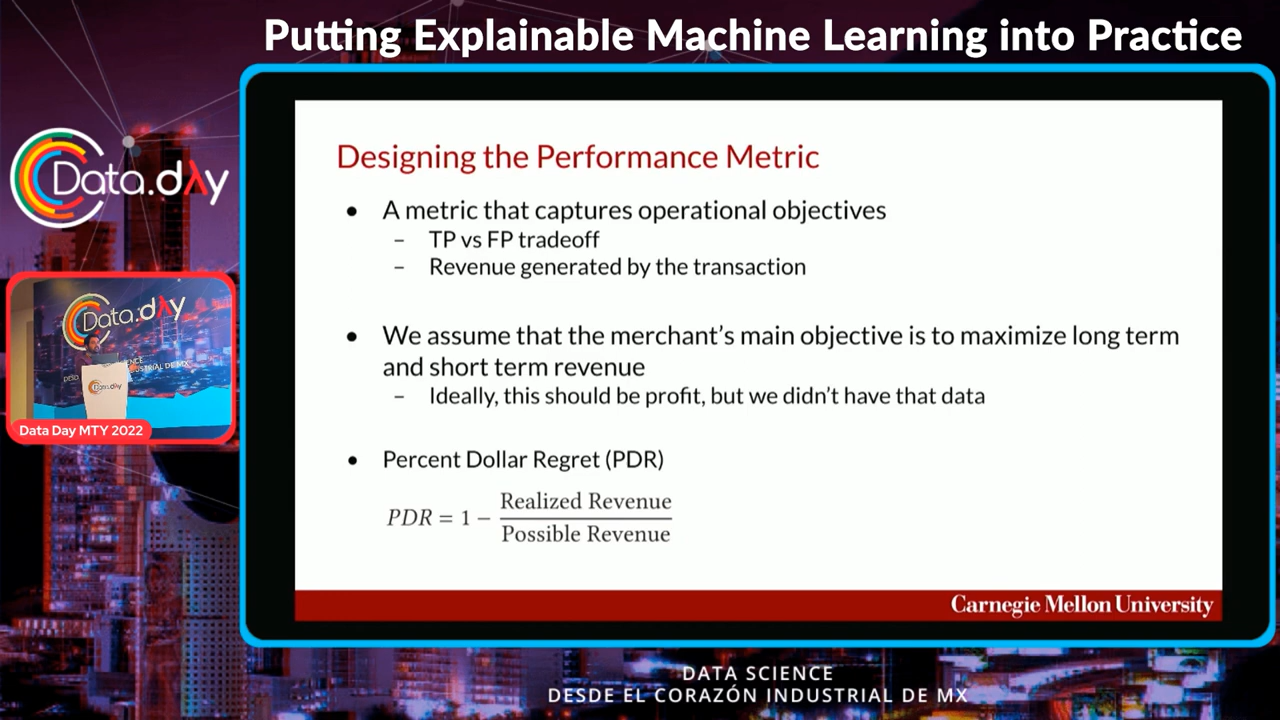 Putting Explainable Machine Learning into Practice
Data.dλy
Designing the Performance Metric
• A metric that captures operational objectives
– TP vs FP tradeoff
– Revenue generated by the transaction
• We assume that the merchant's main objective is to maximize long term
and short term revenue
– Ideally, this should be profit, but we didn't have that data
• Percent Dollar Regret (PDR)
PDR = 1 − Realized Revenue / Possible Revenue
Carnegie Mellon University
Data.dλy
Data.dλy
Data Day MTY 2022
DATA SCIENCE
DESDE EL CORAZÓN INDUSTRIAL DE MX